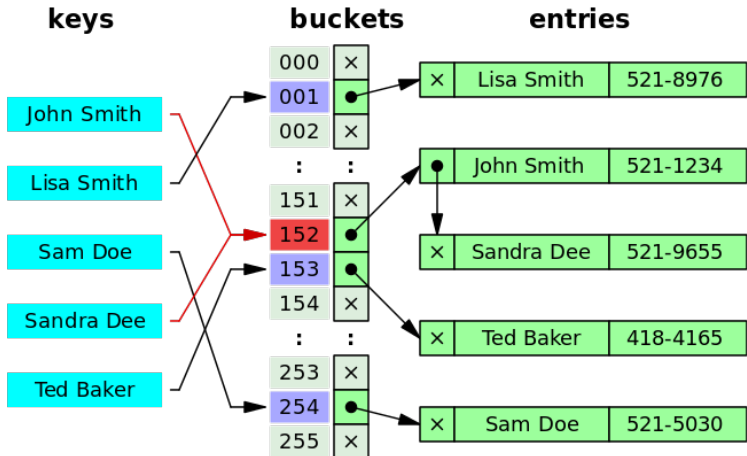 keys
buckets
entries
John Smith
Lisa Smith
Sam Doe
Sandra Dee
Ted Baker
000 ×
001
002 ×
: :
151 ×
152
153
154 ×
: :
253 ×
254
255 ×
× Lisa Smith 521-8976
John Smith 521-1234
× Sandra Dee 521-9655
× Ted Baker 418-4165
× Sam Doe 521-5030